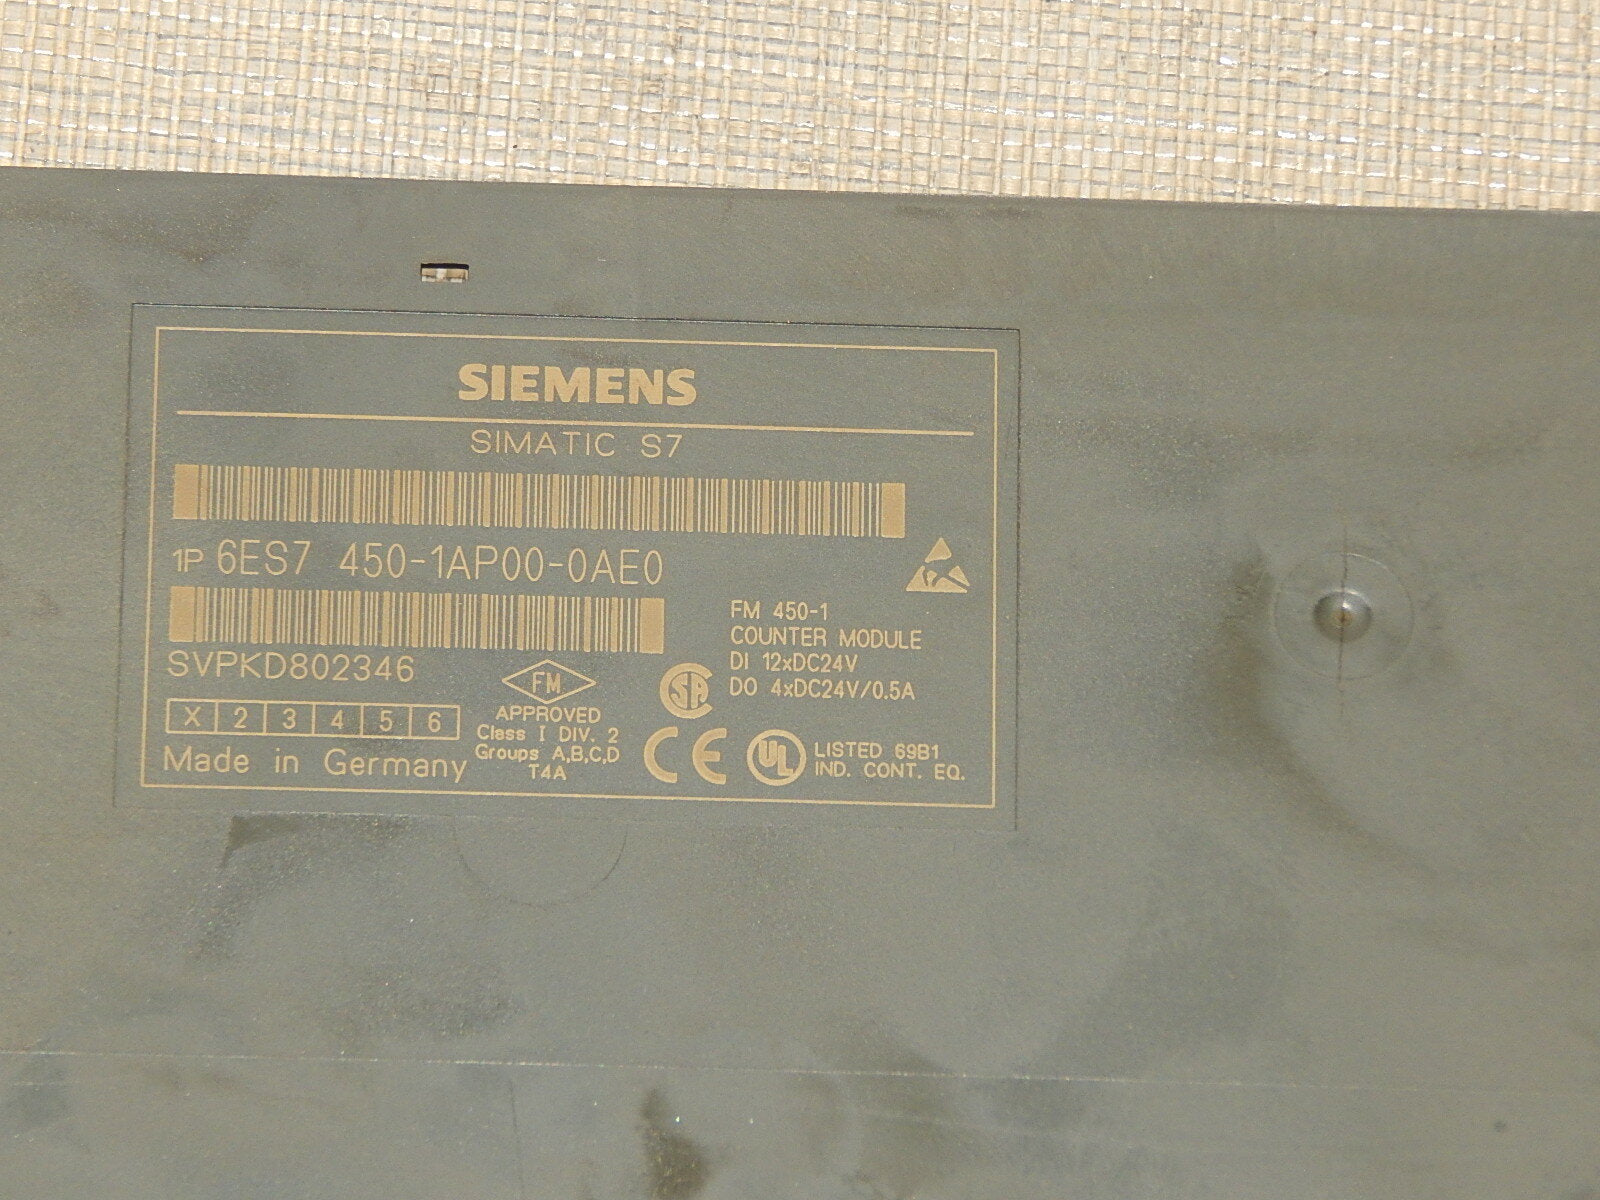 SIEMENS
SIMATIC S7
1P 6ES7 450-1AP00-0AE0
SVPKD802346
FM 450-1
COUNTER MODULE
DI 12xDC24V
DO 4xDC24V/0.5A
X 2 3 4 5 6
Made in Germany
FM
APPROVED
Class I DIV. 2
Groups A,B,C,D
T4A
SA
CE
UL
LISTED 69B1
IND. CONT. EQ.